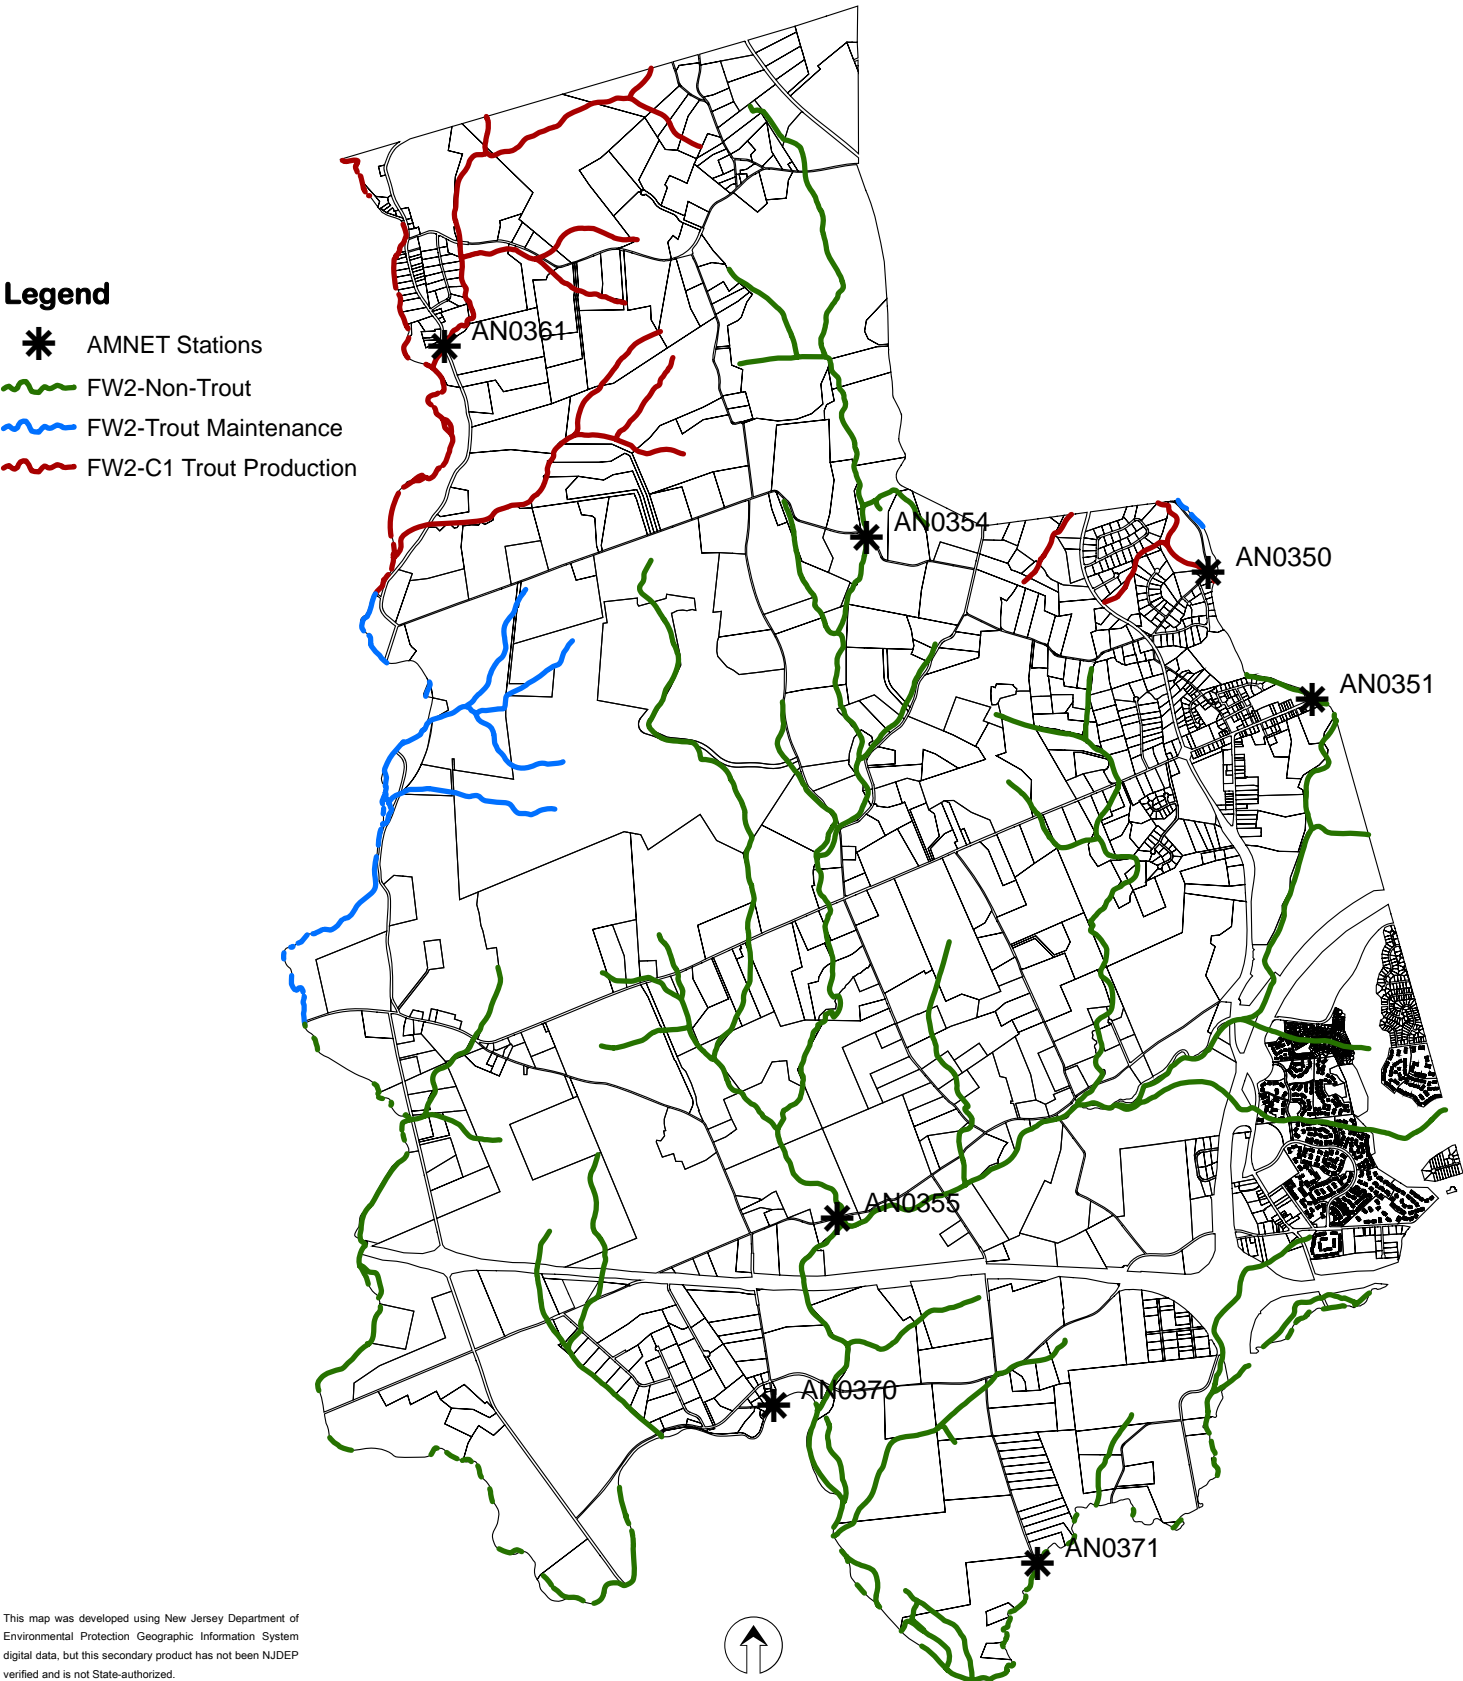 Legend
AMNET Stations
FW2-Non-Trout
FW2-Trout Maintenance
FW2-C1 Trout Production
AN0361
AN0354
AN0350
AN0351
AN0355
AN0370
AN0371
This map was developed using New Jersey Department of
Environmental Protection Geographic Information System
digital data, but this secondary product has not been NJDEP
verified and is not State-authorized.